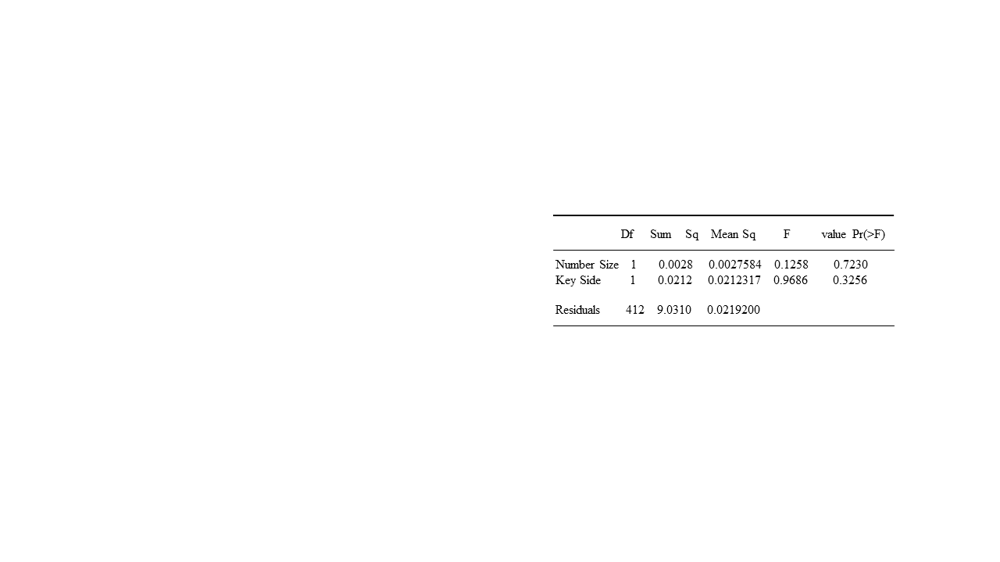 Df Sum Sq Mean Sq F value Pr(>F)
Number Size 1 0.0028 0.0027584 0.1258 0.7230
Key Side 1 0.0212 0.0212317 0.9686 0.3256
Residuals 412 9.0310 0.0219200